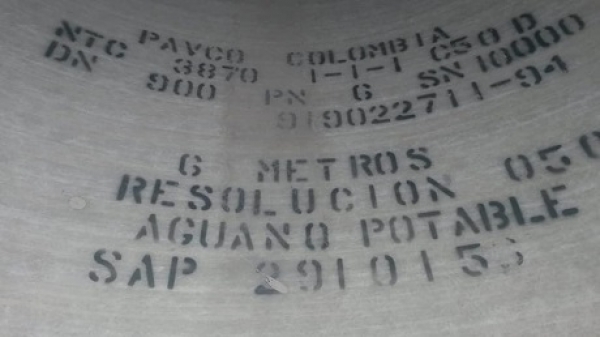 PAVCO COLOMBIA
NTC 3870 1-1-1 C50 D
DN 900 PN 6 SN 10000
919022711-94
6 METROS
RESOLUCION 050
AGUA NO POTABLE
SAP